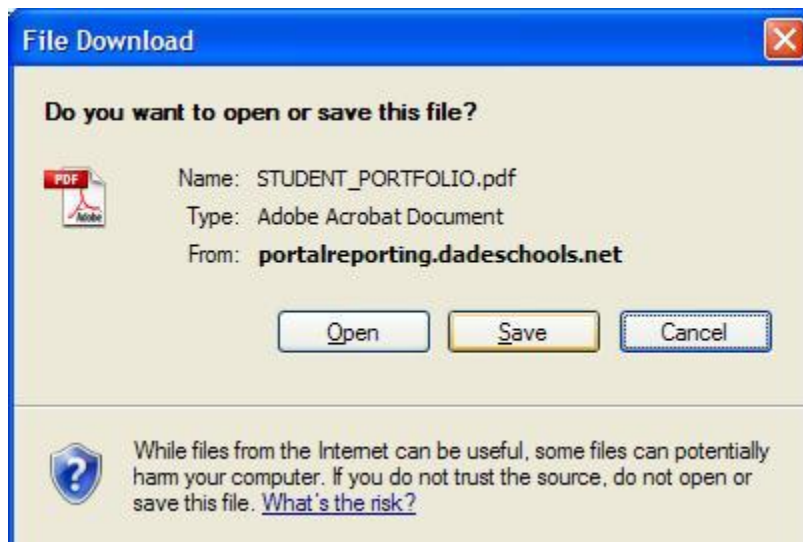 File Download
Do you want to open or save this file?
PDF
Adobe
Name: STUDENT_PORTFOLIO.pdf
Type: Adobe Acrobat Document
From: portalreporting.dadeschools.net
Open Save Cancel
While files from the Internet can be useful, some files can potentially
harm your computer. If you do not trust the source, do not open or
save this file. What's the risk?